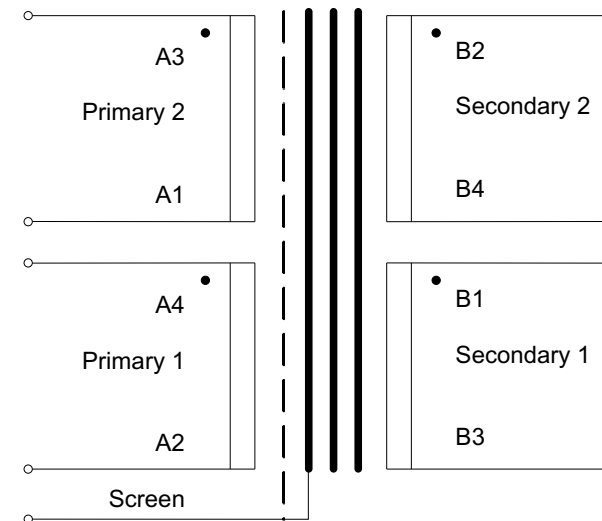 A3
Primary 2
A1
A4
Primary 1
A2
Screen
B2
Secondary 2
B4
B1
Secondary 1
B3